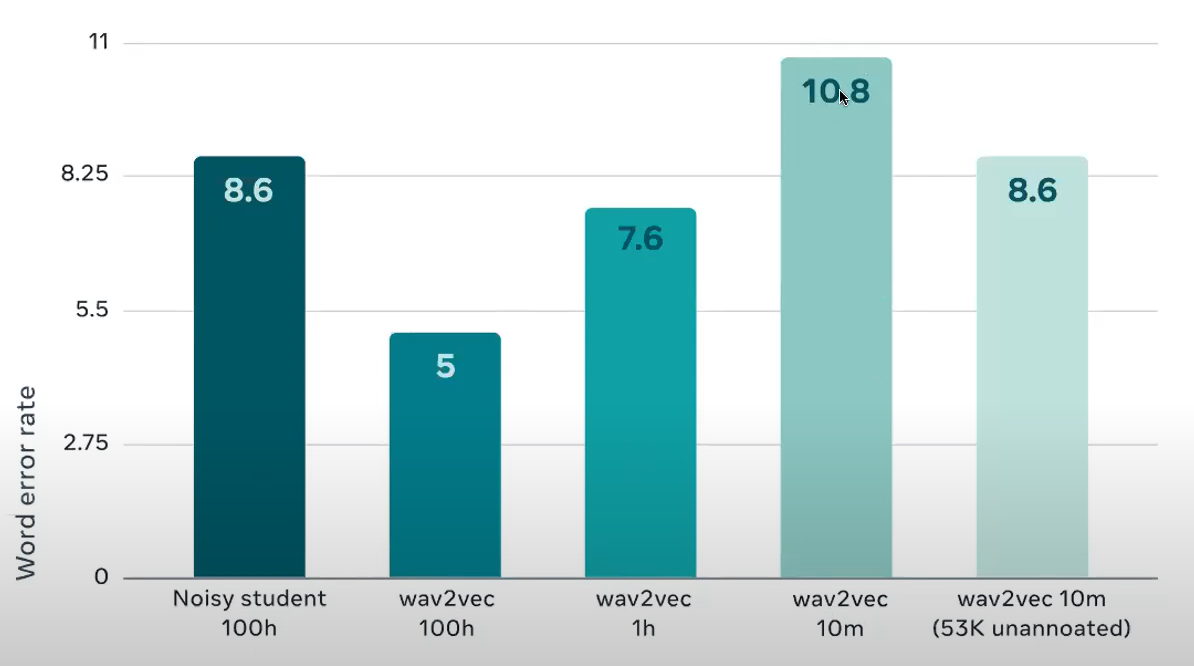 11
8.25
5.5
2.75
0
Word error rate
8.6
5
7.6
10.8
8.6
Noisy student
100h
wav2vec
100h
wav2vec
1h
wav2vec
10m
wav2vec 10m
(53K unannoated)